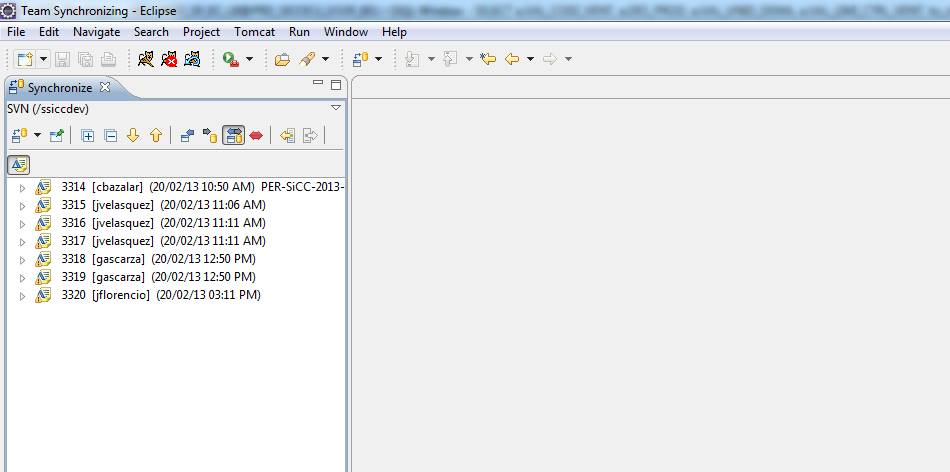 Team Synchronizing - Eclipse
File Edit Navigate Search Project Tomcat Run Window Help
Synchronize
SVN (/ssiccdev)
3314 [cbazalar] (20/02/13 10:50 AM) PER-SiCC-2013-
3315 [jvelasquez] (20/02/13 11:06 AM)
3316 [jvelasquez] (20/02/13 11:11 AM)
3317 [jvelasquez] (20/02/13 11:11 AM)
3318 [gascarza] (20/02/13 12:50 PM)
3319 [gascarza] (20/02/13 12:50 PM)
3320 [jflorencio] (20/02/13 03:11 PM)